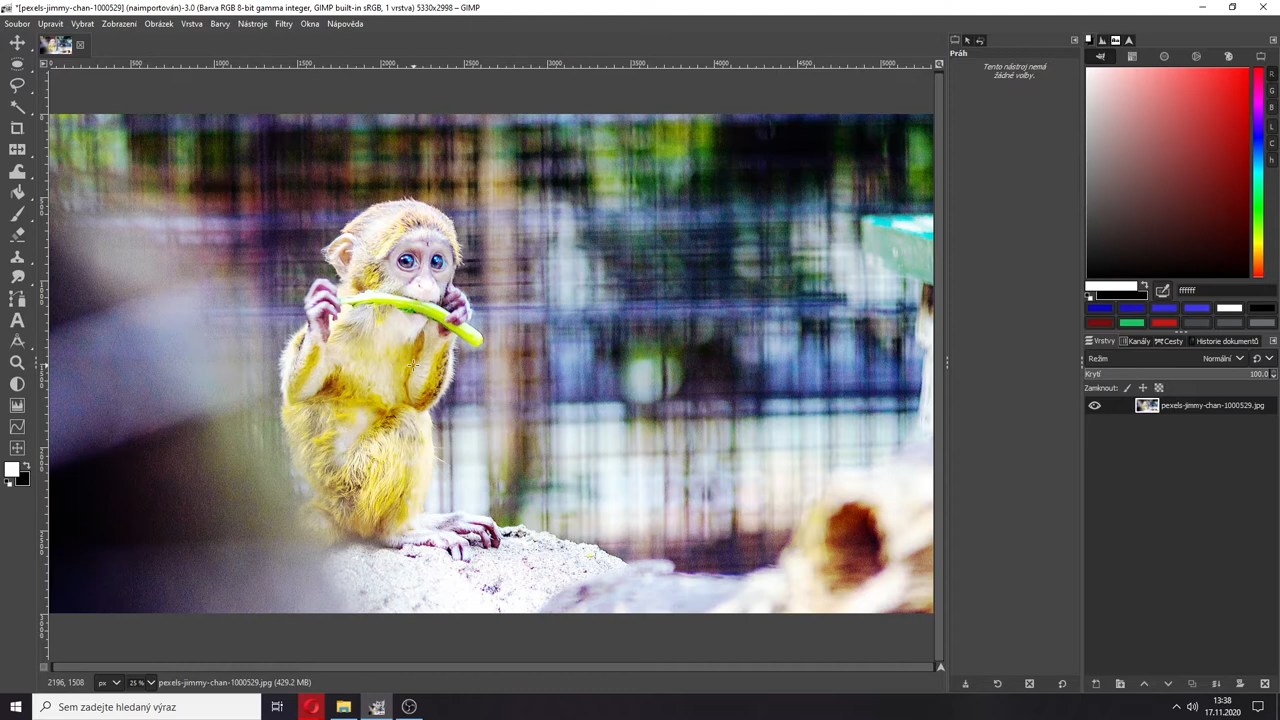 *[pexels-jimmy-chan-1000529] (naimportován)-3.0 (Barva RGB 8-bit gamma integer, GIMP built-in sRGB, 1 vrstva) 5330x2998 – GIMP
Soubor Upravit Vybrat Zobrazení Obrázek Vrstva Barvy Nástroje Filtry Okna Nápověda
Práh
Tento nástroj nemá
žádné volby.
0 500 1000 1500 2000 2500 3000 3500 4000 4500 5000
R
G
B
L
C
h
ffffff
Vrstvy Kanály Cesty Historie dokumentů
Režim Normální
Krytí 100.0
Zamknout:
pexels-jimmy-chan-1000529.jpg
2196, 1508 px 25 % pexels-jimmy-chan-1000529.jpg (429.2 MB)
Sem zadejte hledaný výraz
13:38
17.11.2020